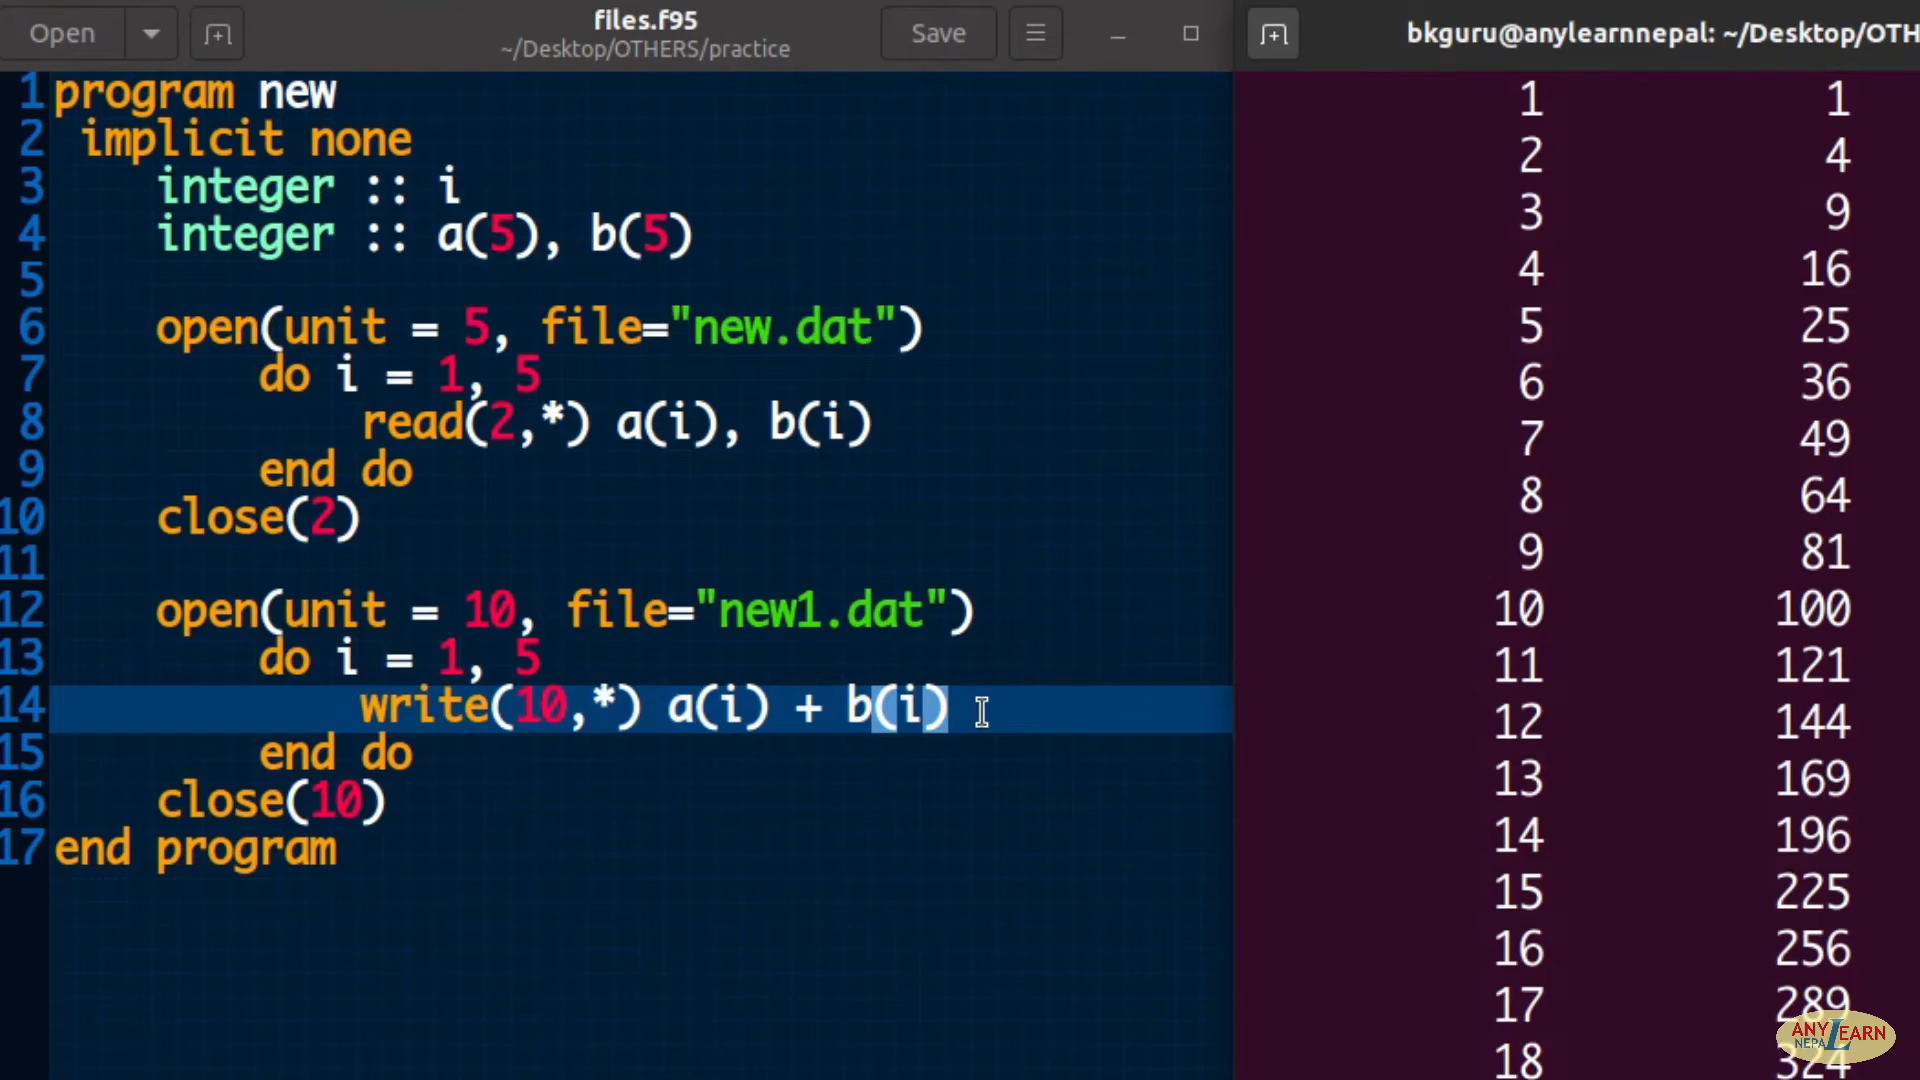 Open
files.f95
~/Desktop/OTHERS/practice
Save
bkguru@anylearnnepal: ~/Desktop/OTH
1 program new
2 implicit none
3 integer :: i
4 integer :: a(5), b(5)
5
6 open(unit = 5, file="new.dat")
7 do i = 1, 5
8 read(2,*) a(i), b(i)
9 end do
10 close(2)
11
12 open(unit = 10, file="new1.dat")
13 do i = 1, 5
14 write(10,*) a(i) + b(i)
15 end do
16 close(10)
17 end program
1 1
2 4
3 9
4 16
5 25
6 36
7 49
8 64
9 81
10 100
11 121
12 144
13 169
14 196
15 225
16 256
17 289
18 324
ANY LEARN
NEPAL